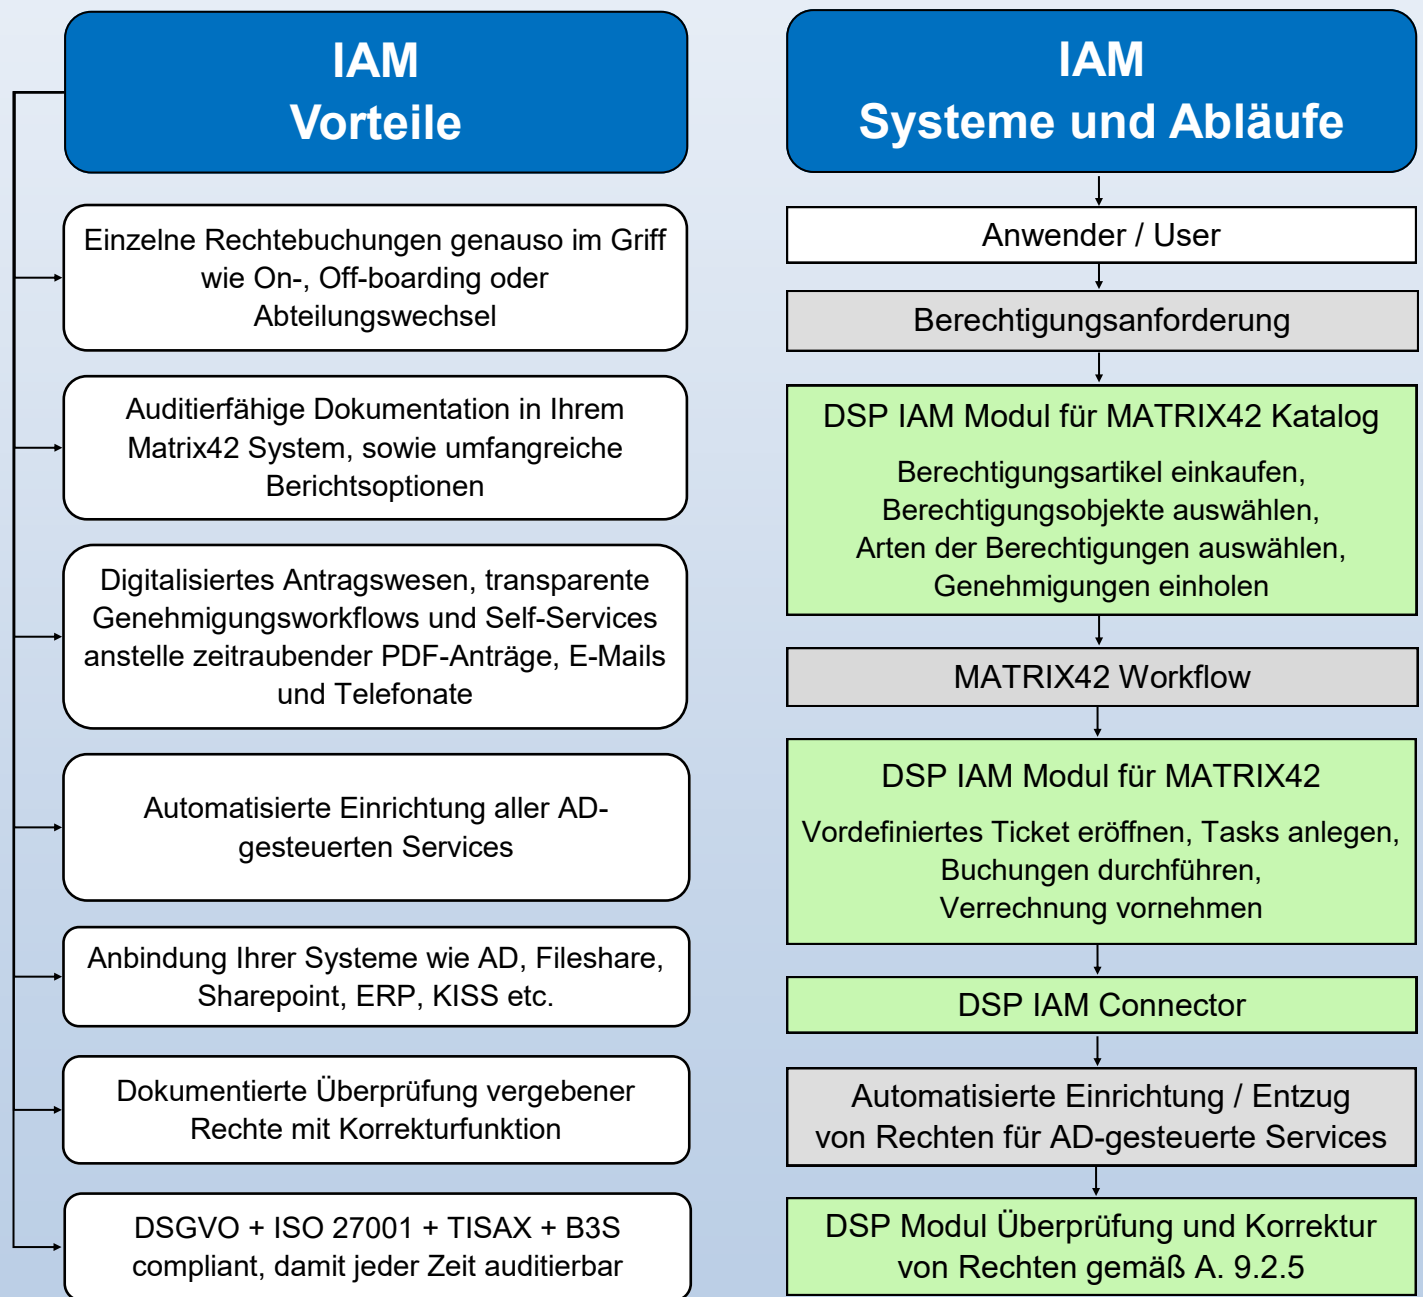 IAM
Vorteile
Einzelne Rechtebuchungen genauso im Griff
wie On-, Off-boarding oder
Abteilungswechsel
Auditierfähige Dokumentation in Ihrem
Matrix42 System, sowie umfangreiche
Berichtsoptionen
Digitalisiertes Antragswesen, transparente
Genehmigungsworkflows und Self-Services
anstelle zeitraubender PDF-Anträge, E-Mails
und Telefonate
Automatisierte Einrichtung aller AD-
gesteuerten Services
Anbindung Ihrer Systeme wie AD, Fileshare,
Sharepoint, ERP, KISS etc.
Dokumentierte Überprüfung vergebener
Rechte mit Korrekturfunktion
DSGVO + ISO 27001 + TISAX + B3S
compliant, damit jeder Zeit auditierbar
IAM
Systeme und Abläufe
Anwender / User
Berechtigungsanforderung
DSP IAM Modul für MATRIX42 Katalog
Berechtigungsartikel einkaufen,
Berechtigungsobjekte auswählen,
Arten der Berechtigungen auswählen,
Genehmigungen einholen
MATRIX42 Workflow
DSP IAM Modul für MATRIX42
Vordefiniertes Ticket eröffnen, Tasks anlegen,
Buchungen durchführen,
Verrechnung vornehmen
DSP IAM Connector
Automatisierte Einrichtung / Entzug
von Rechten für AD-gesteuerte Services
DSP Modul Überprüfung und Korrektur
von Rechten gemäß A. 9.2.5